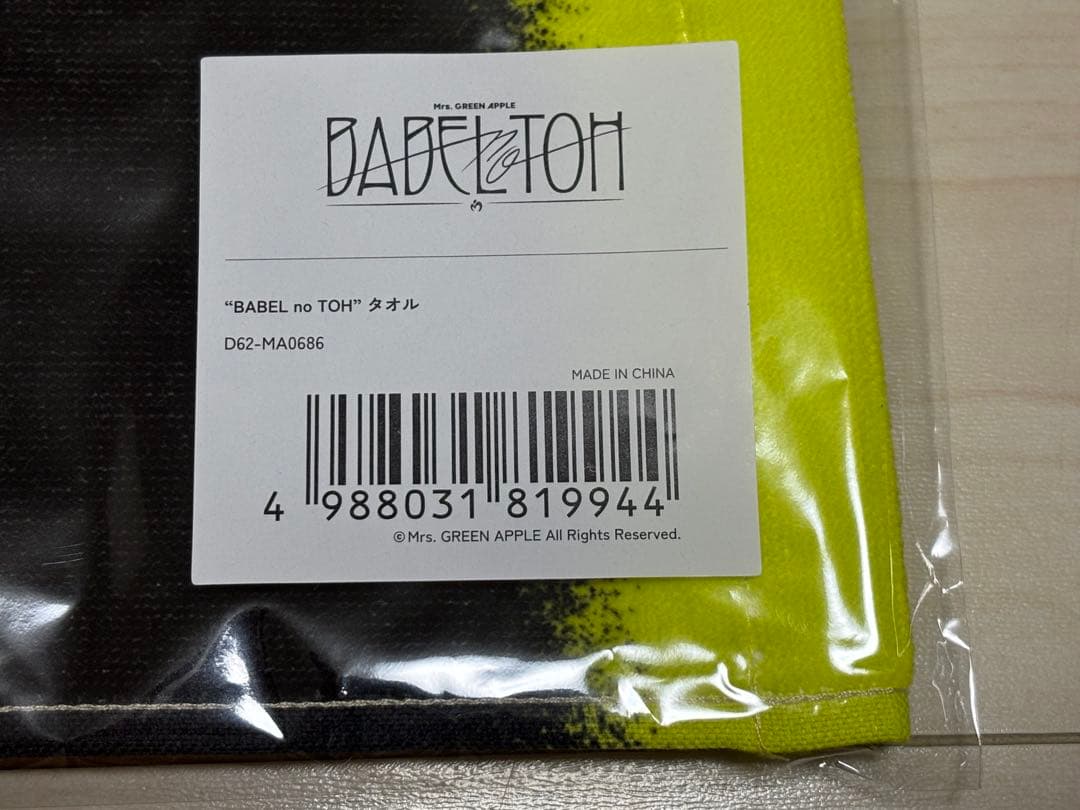 Mrs. GREEN APPLE
BABEL no TOH
“BABEL no TOH” タオル
D62-MA0686
MADE IN CHINA
4 988031 819944
©Mrs. GREEN APPLE All Rights Reserved.